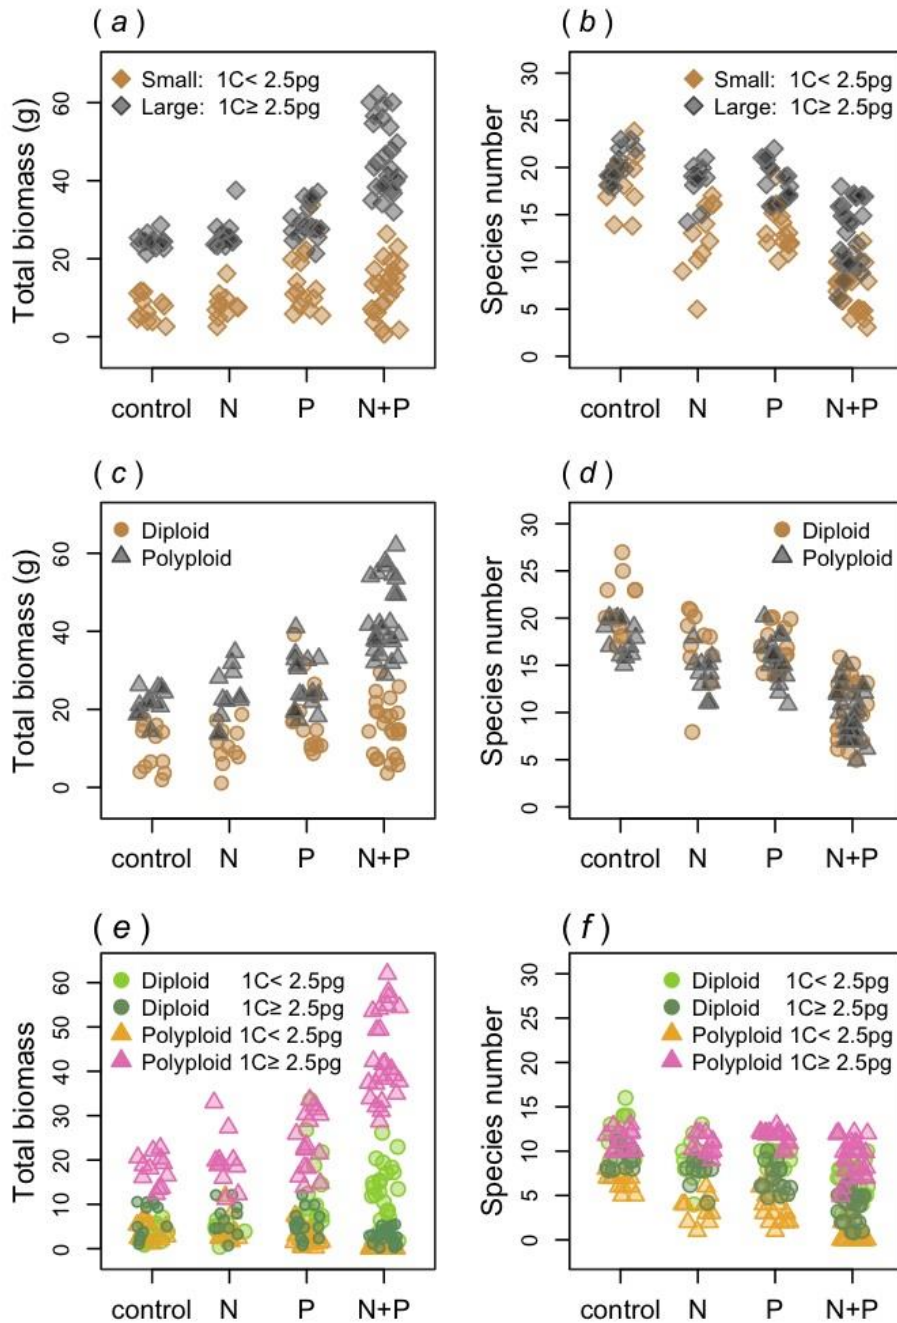 ( a )
Total biomass (g)
60
40
20
0
Small: 1C< 2.5pg
Large: 1C≥ 2.5pg
control N P N+P
( b )
Species number
30
25
20
15
10
5
0
Small: 1C< 2.5pg
Large: 1C≥ 2.5pg
control N P N+P
( c )
Total biomass (g)
60
40
20
0
Diploid
Polyploid
control N P N+P
( d )
Species number
30
25
20
15
10
5
0
Diploid
Polyploid
control N P N+P
( e )
Total biomass
60
50
40
30
20
10
0
Diploid 1C< 2.5pg
Diploid 1C≥ 2.5pg
Polyploid 1C< 2.5pg
Polyploid 1C≥ 2.5pg
control N P N+P
( f )
Species number
30
25
20
15
10
5
0
Diploid 1C< 2.5pg
Diploid 1C≥ 2.5pg
Polyploid 1C< 2.5pg
Polyploid 1C≥ 2.5pg
control N P N+P